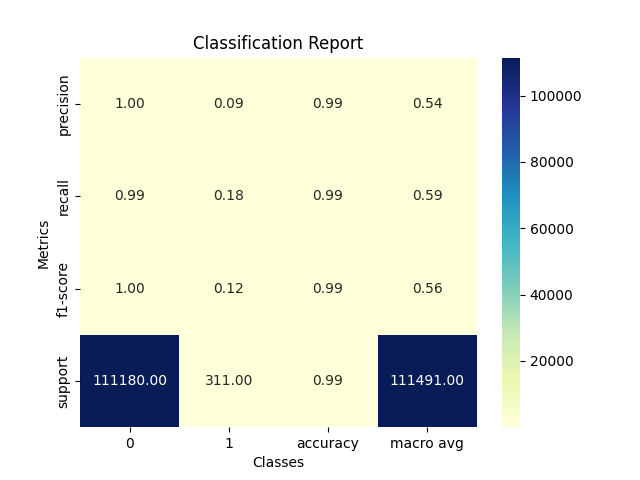 Classification Report
Metrics
precision 1.00 0.09 0.99 0.54
recall 0.99 0.18 0.99 0.59
f1-score 1.00 0.12 0.99 0.56
support 111180.00 311.00 0.99 111491.00
0 1 accuracy macro avg
Classes
100000
80000
60000
40000
20000